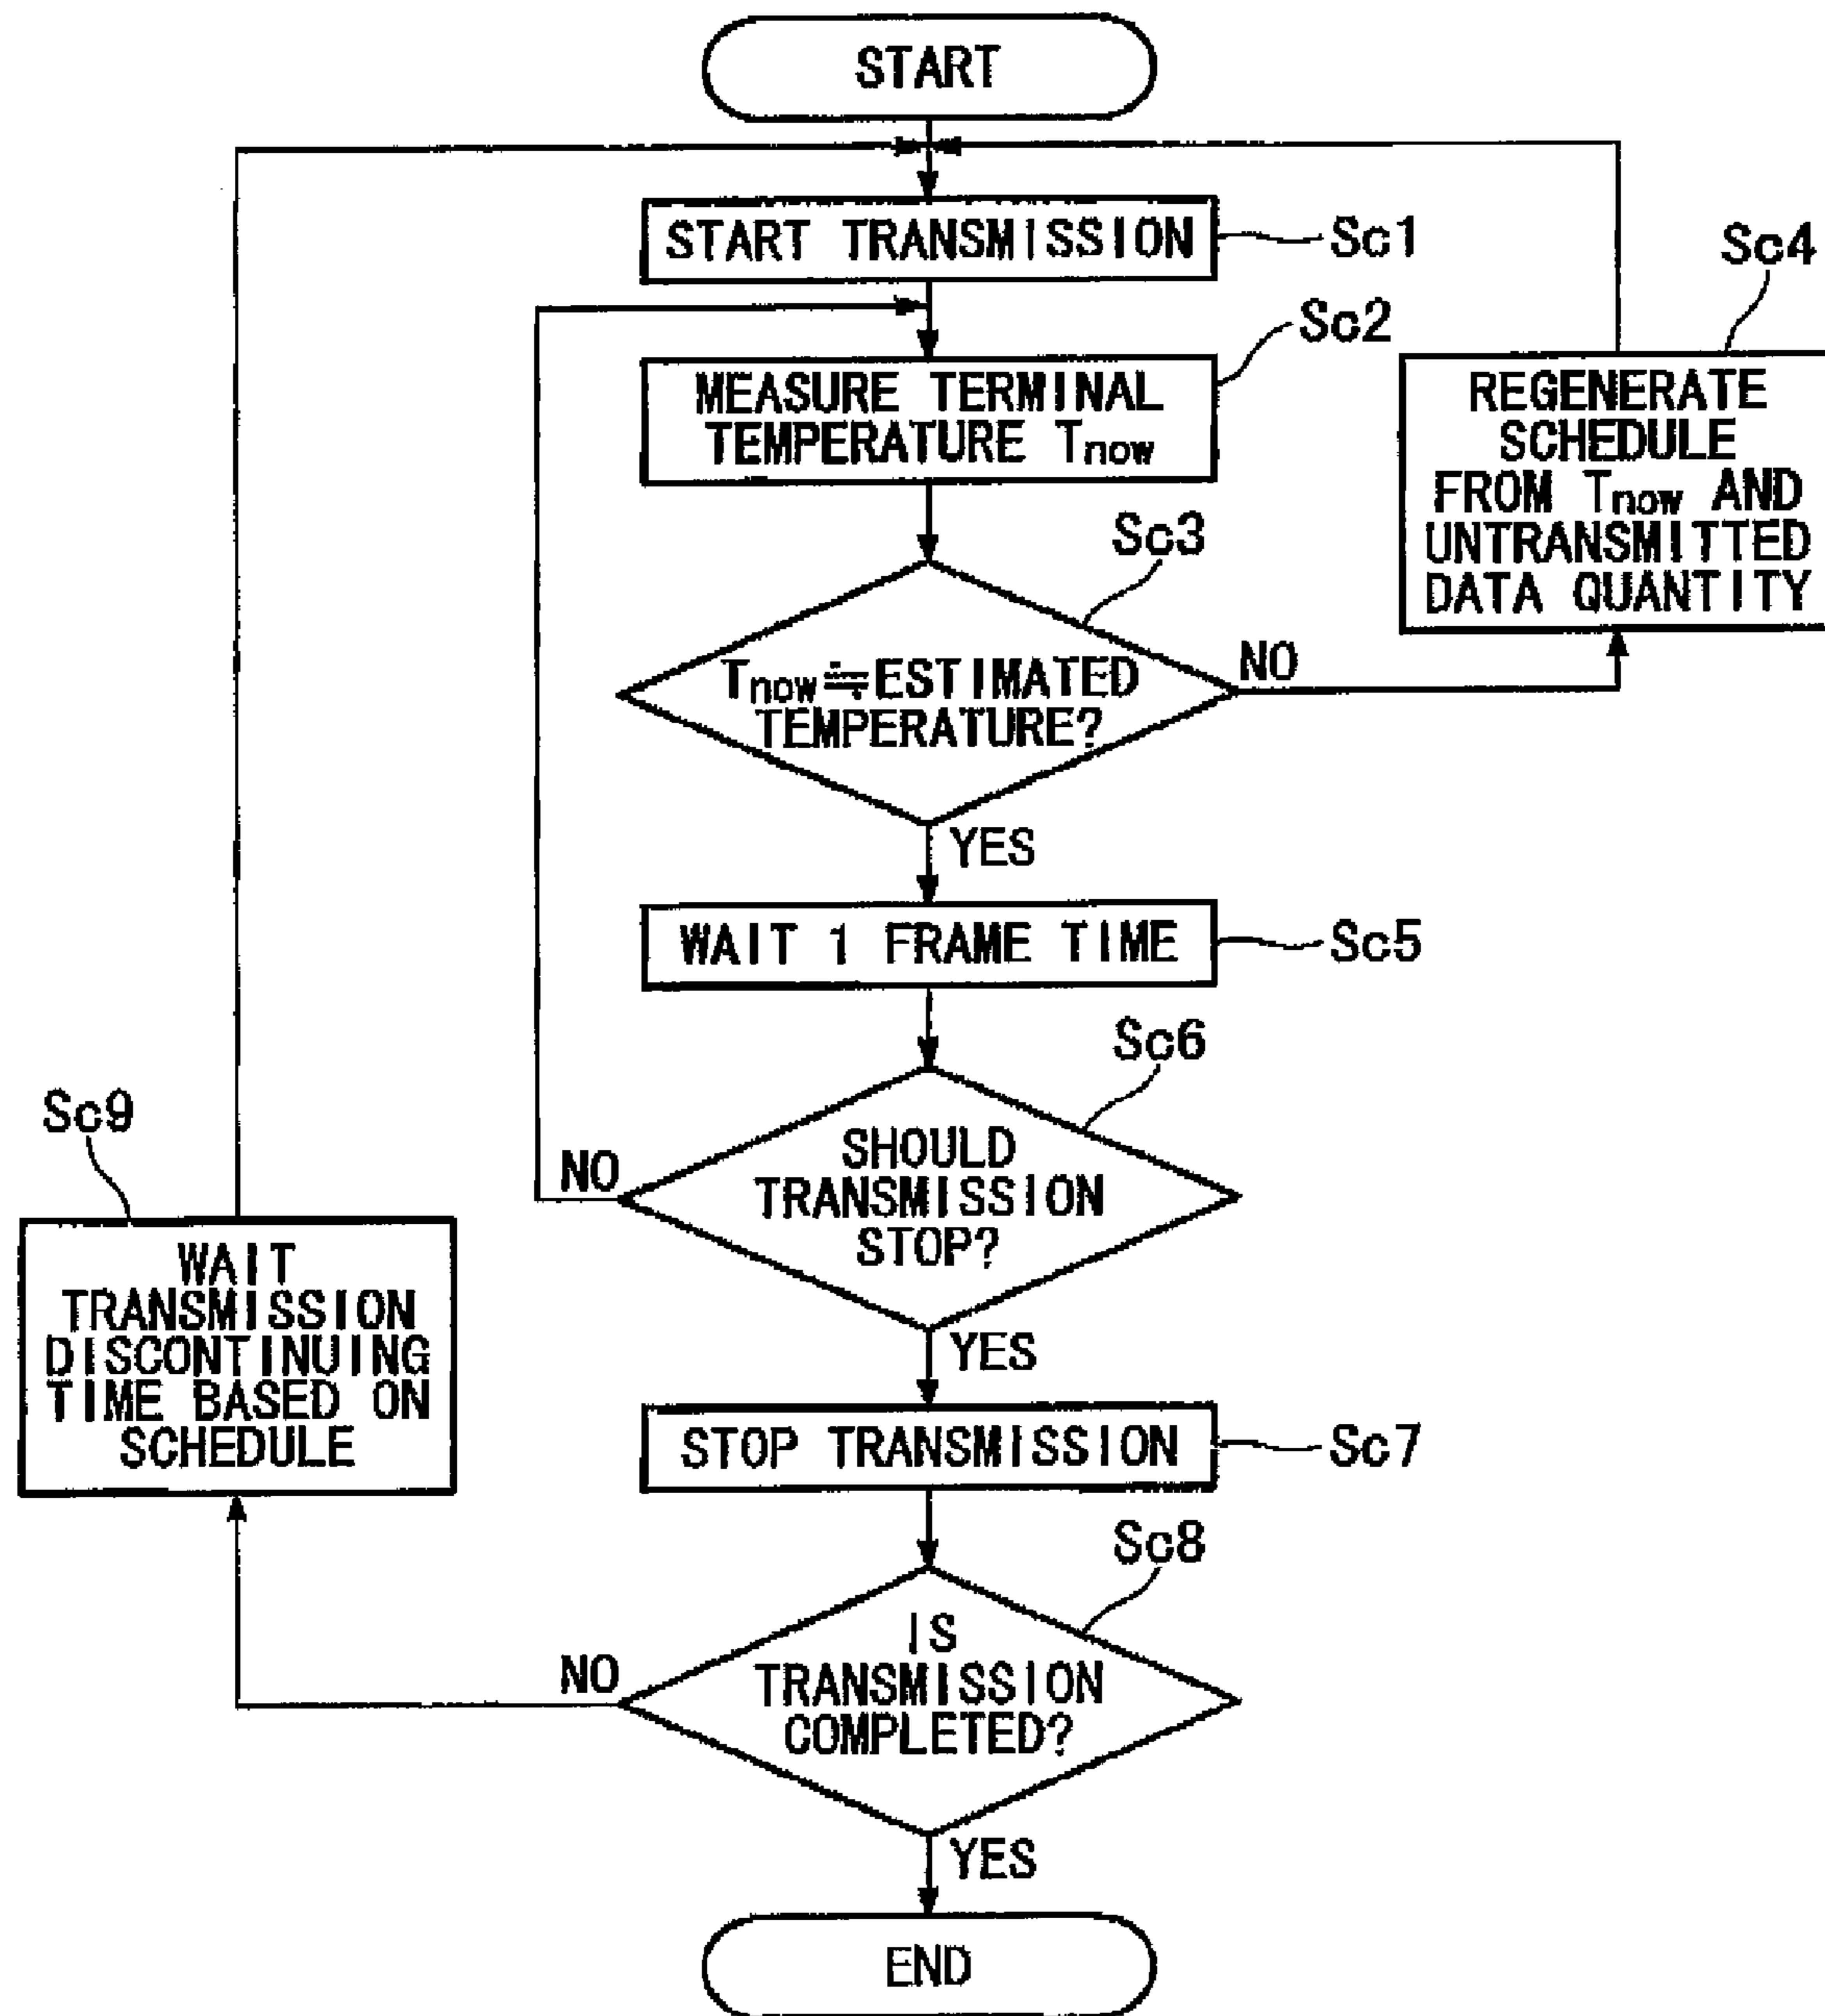 START
START TRANSMISSION
Sc1
Sc2
MEASURE TERMINAL
TEMPERATURE Tnow
Sc4
REGENERATE
SCHEDULE
FROM Tnow AND
UNTRANSMITTED
DATA QUANTITY
Sc3
Tnow≒ESTIMATED
TEMPERATURE?
NO
YES
WAIT 1 FRAME TIME
Sc5
Sc6
SHOULD
TRANSMISSION
STOP?
NO
YES
Sc9
WAIT
TRANSMISSION
DISCONTINUING
TIME BASED ON
SCHEDULE
STOP TRANSMISSION
Sc7
Sc8
IS
TRANSMISSION
COMPLETED?
NO
YES
END